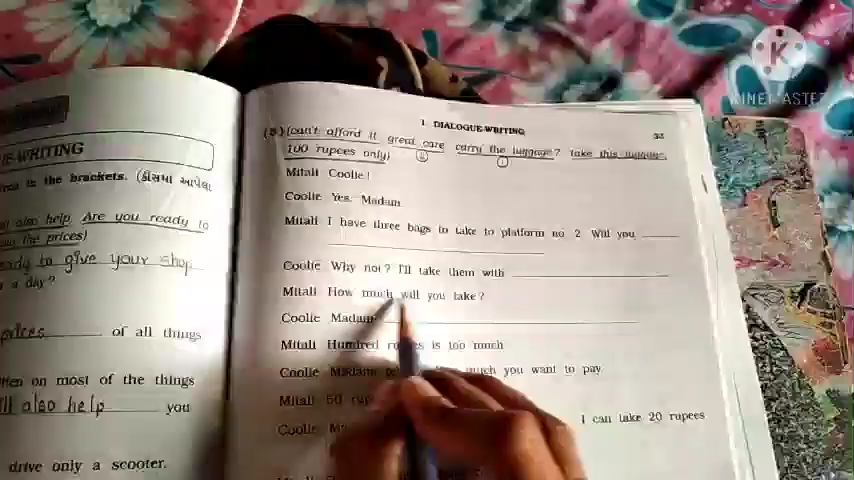 E-WRITING
in the brackets. (કૌંસમાં આપેલા
also help. Are you ready to
the prices)
ready to give your shop
a day?
prices of all things
often on most of the things
ll also help you
drive only a scooter.
1. DIALOGUE-WRITING 33
(5) (can't afford it great care carry the luggage? Take this luggage.
100 rupees only)
Mitali Coolie!
Coolie Yes, Madam
Mitali I have three bags to take to platform no 2 Will you
Coolie Why not? I'll take them with
Mitali How much will you take?
Coolie Madam
Mitali Hundred rupees is too much
Coolie Madam much you want to pay
Mitali 50
Coolie I can take 20 rupees
KINEMASTER